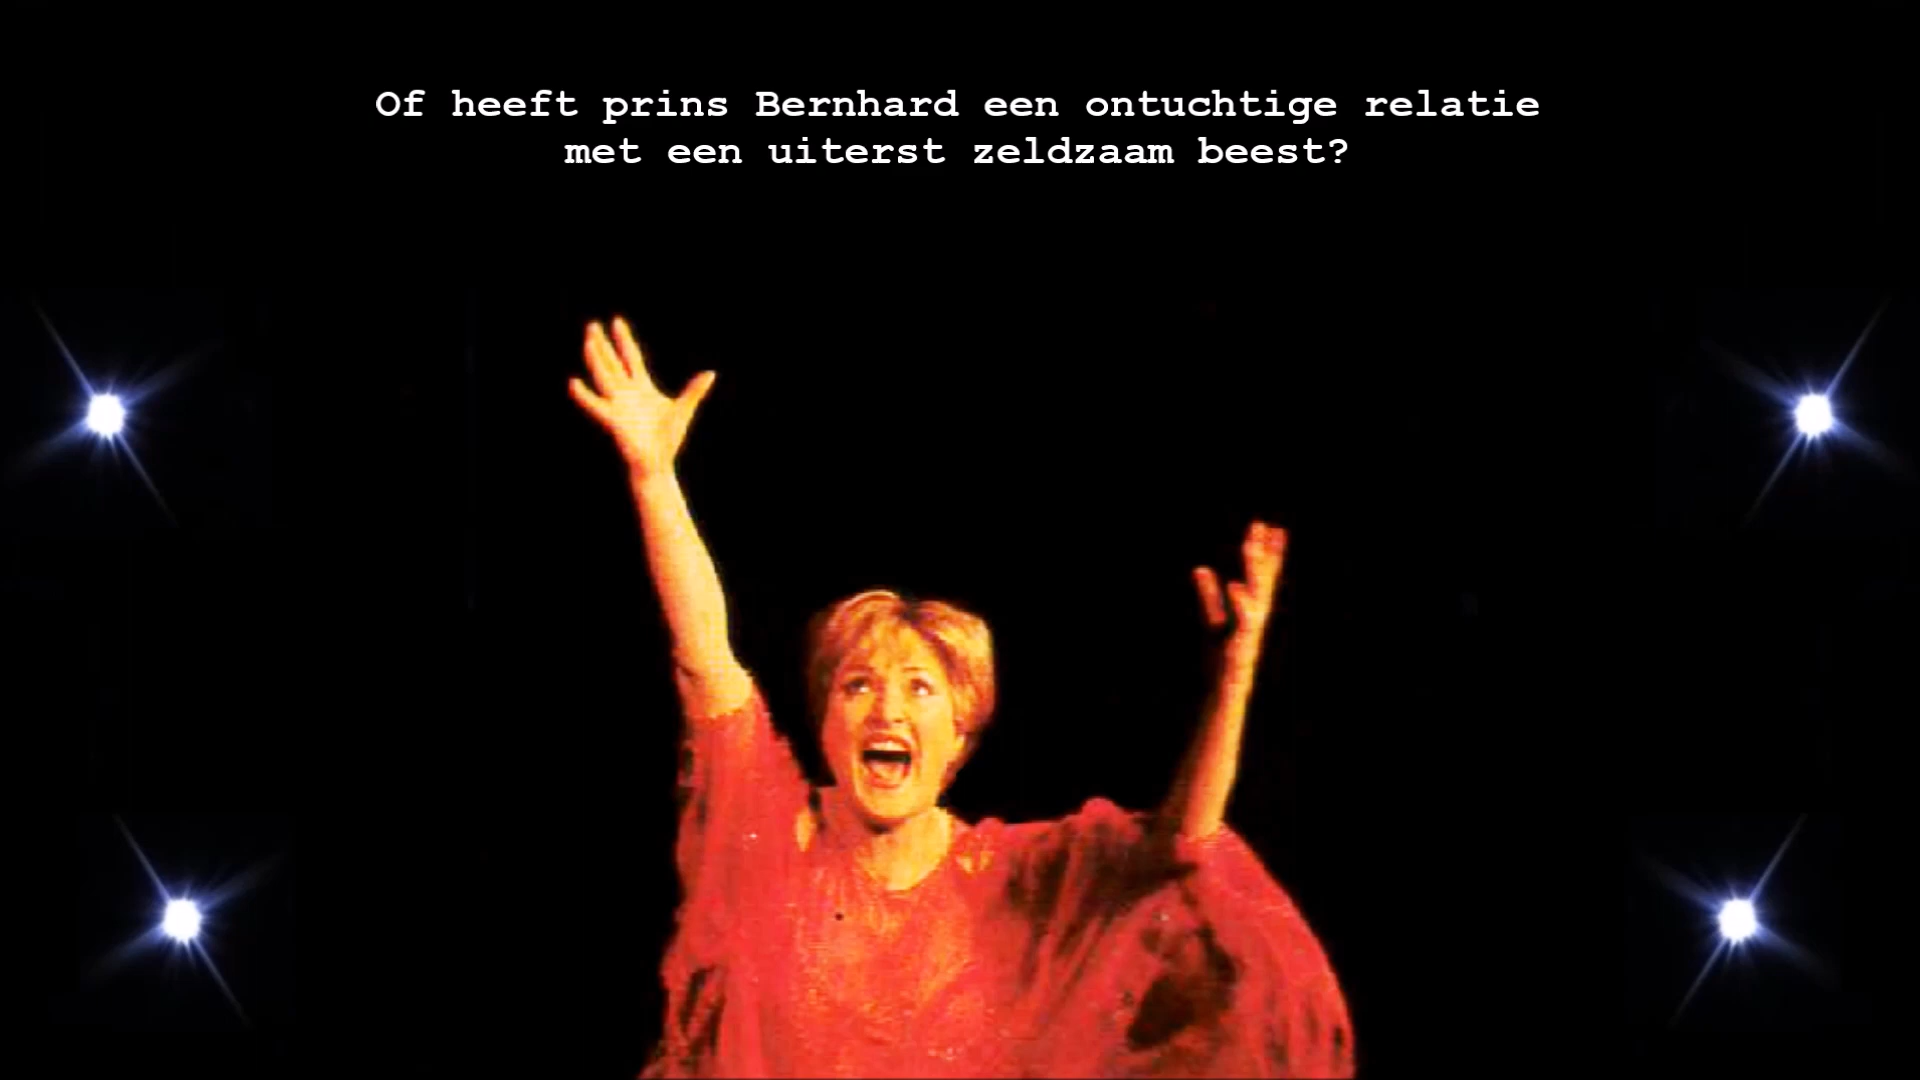 Of heeft prins Bernhard een ontuchtige relatie
met een uiterst zeldzaam beest?